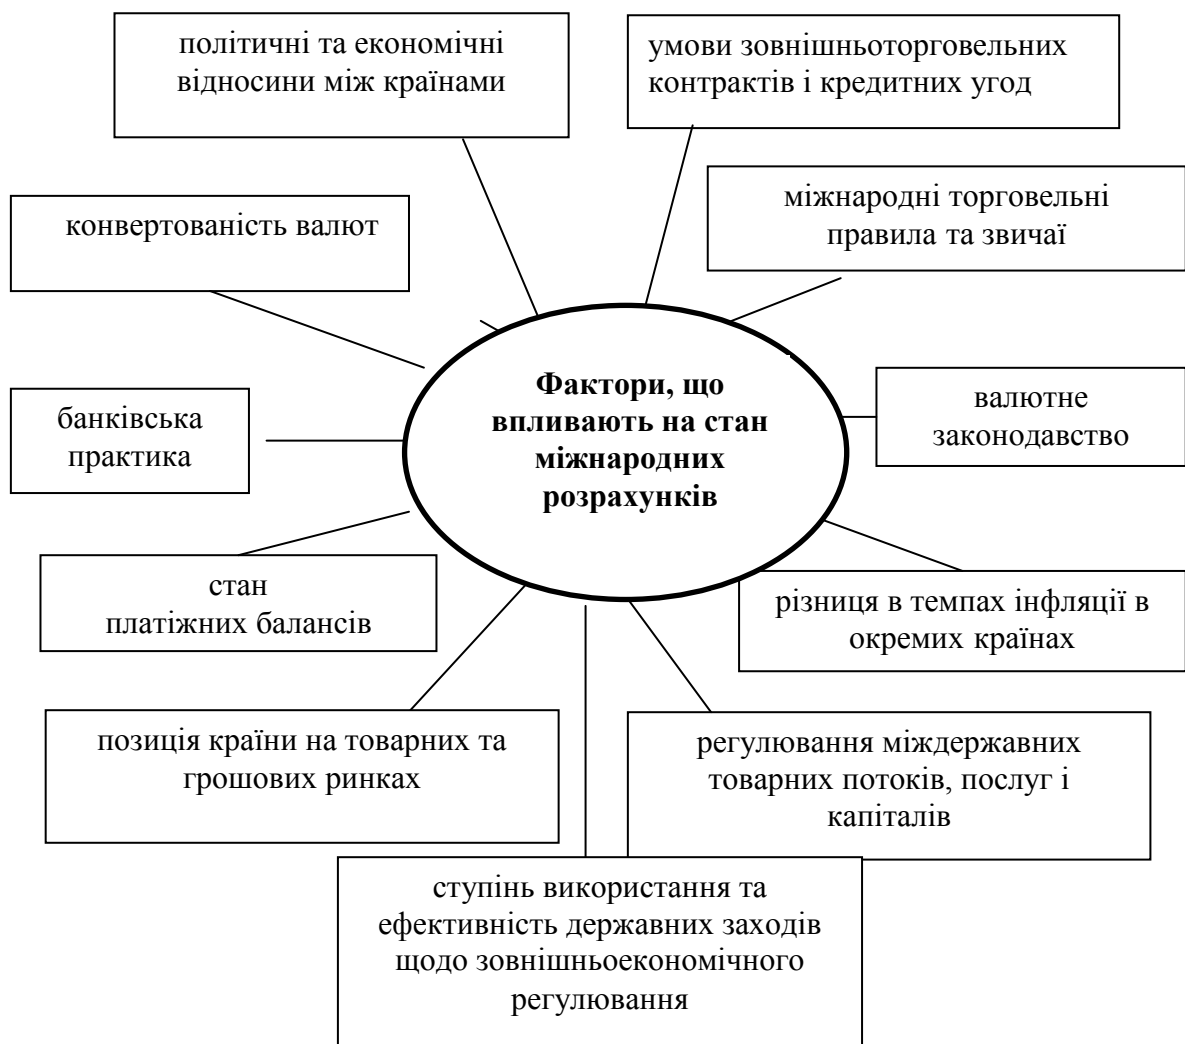 політичні та економічні
відносини між країнами
умови зовнішньоторговельних
контрактів і кредитних угод
конвертованість валют
міжнародні торговельні
правила та звичаї
Фактори, що
впливають на стан
міжнародних
розрахунків
банківська
практика
валютне
законодавство
стан
платіжних балансів
різниця в темпах інфляції в
окремих країнах
позиція країни на товарних та
грошових ринках
регулювання міждержавних
товарних потоків, послуг і
капіталів
ступінь використання та
ефективність державних заходів
щодо зовнішньоекономічного
регулювання